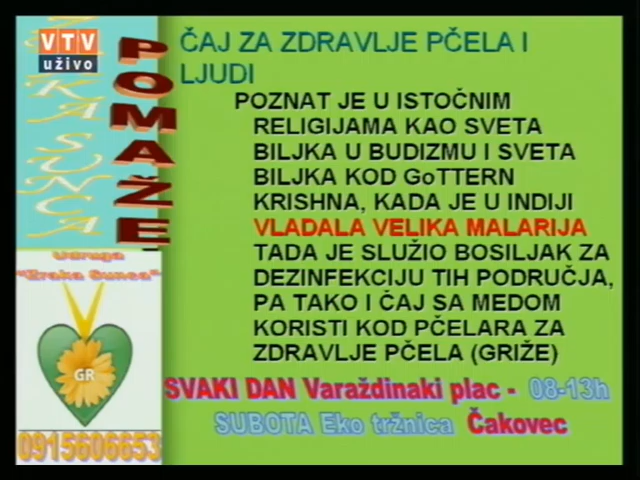 VTV
uživo
ZRAKA SUNCA
POMAŽE
ČAJ ZA ZDRAVLJE PČELA I
LJUDI
POZNAT JE U ISTOČNIM
RELIGIJAMA KAO SVETA
BILJKA U BUDIZMU I SVETA
BILJKA KOD GoTTERN
KRISHNA, KADA JE U INDIJI
VLADALA VELIKA MALARIJA
TADA JE SLUŽIO BOSILJAK ZA
DEZINFEKCIJU TIH PODRUČJA,
PA TAKO I ČAJ SA MEDOM
KORISTI KOD PČELARA ZA
ZDRAVLJE PČELA (GRIŽE)
Udruga
"Zraka Sunca"
GR
0915606653
SVAKI DAN Varaždinaki plac - 08-13h
SUBOTA Eko tržnica Čakovec